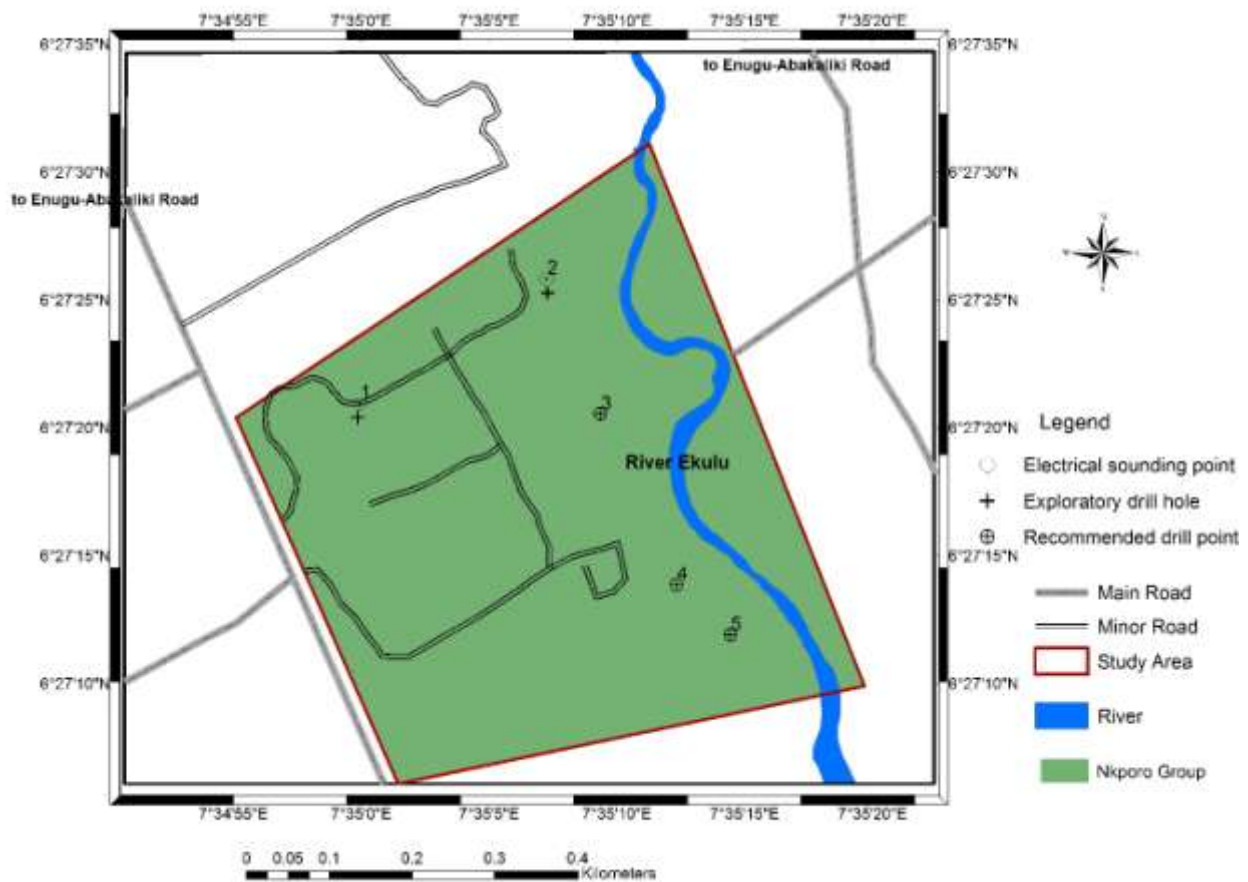 7°34'55"E 7°35'0"E 7°35'5"E 7°35'10"E 7°35'15"E 7°35'20"E
6°27'35"N 6°27'35"N
to Enugu-Abakaliki Road
6°27'30"N 6°27'30"N
to Enugu-Abakaliki Road
2
6°27'25"N 6°27'25"N
1
3
6°27'20"N 6°27'20"N
River Ekulu
6°27'15"N 6°27'15"N
4
5
6°27'10"N 6°27'10"N
7°34'55"E 7°35'0"E 7°35'5"E 7°35'10"E 7°35'15"E 7°35'20"E
0 0.05 0.1 0.2 0.3 0.4
Kilometers
Legend
Electrical sounding point
Exploratory drill hole
Recommended drill point
Main Road
Minor Road
Study Area
River
Nkporo Group